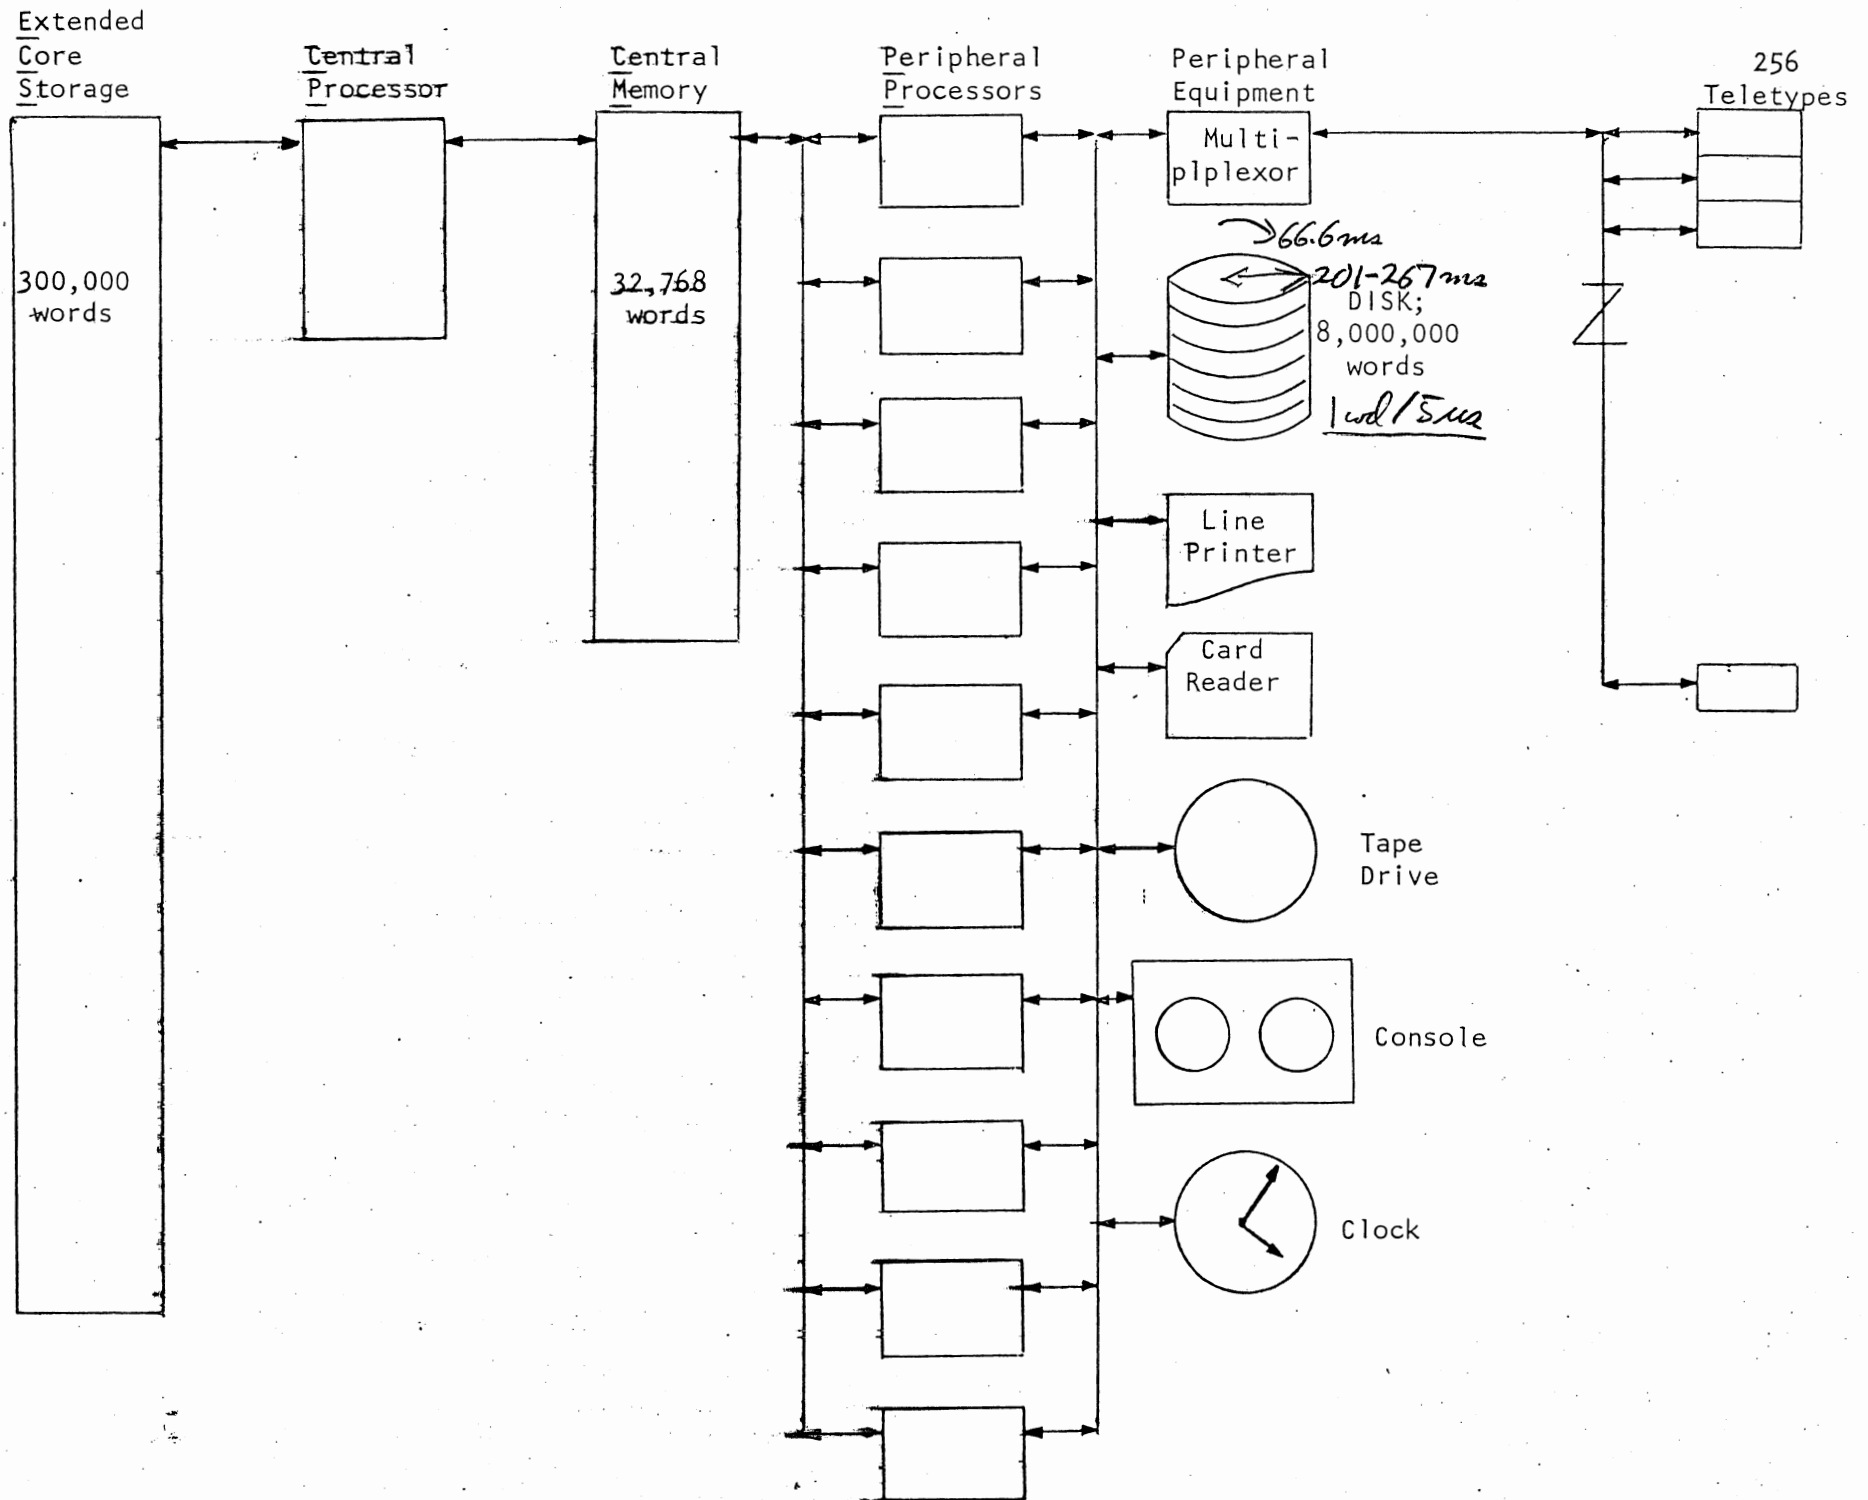 Extended
Core
Storage
300,000
words
Central
Processor
Central
Memory
32,768
words
Peripheral
Processors
Peripheral
Equipment
Multi-
plplexor
66.6ms
201-267ms
DISK;
8,000,000
words
1wd/5us
Line
Printer
Card
Reader
Tape
Drive
Console
Clock
256
Teletypes